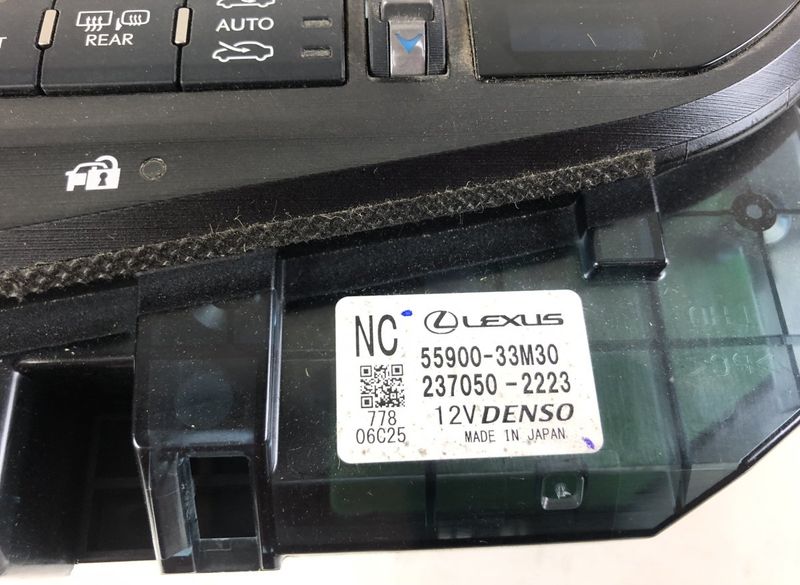 REAR
AUTO
NC
LEXUS
55900-33M30
237050-2223
778
06C25
12V DENSO
MADE IN JAPAN